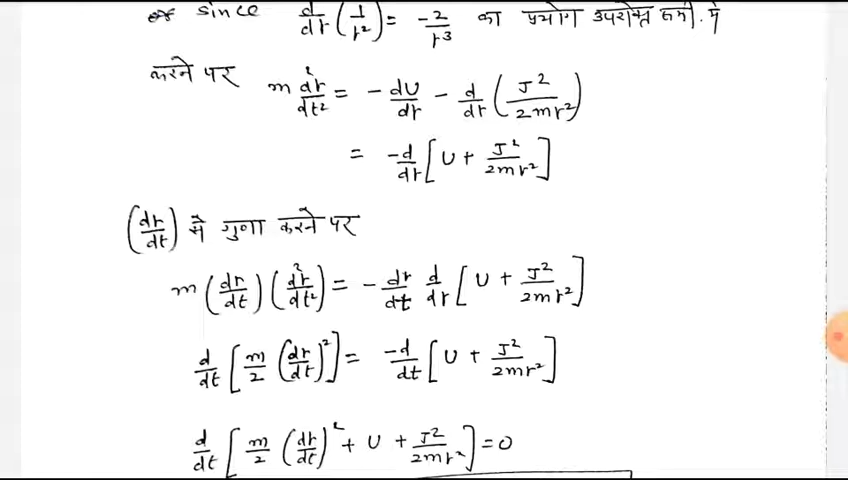 since d/dr (1/r²) = -2/r³ का प्रयोग उपरोक्त समी. में
करने पर m d²r/dt² = - dU/dr - d/dr (J²/2mr²)
= -d/dr [U + J²/2mr²]
(dr/dt) से गुणा करने पर
m (dr/dt) (d²r/dt²) = - dr/dt d/dr [U + J²/2mr²]
d/dt [m/2 (dr/dt)²] = -d/dt [U + J²/2mr²]
d/dt [m/2 (dr/dt)² + U + J²/2mr²] = 0